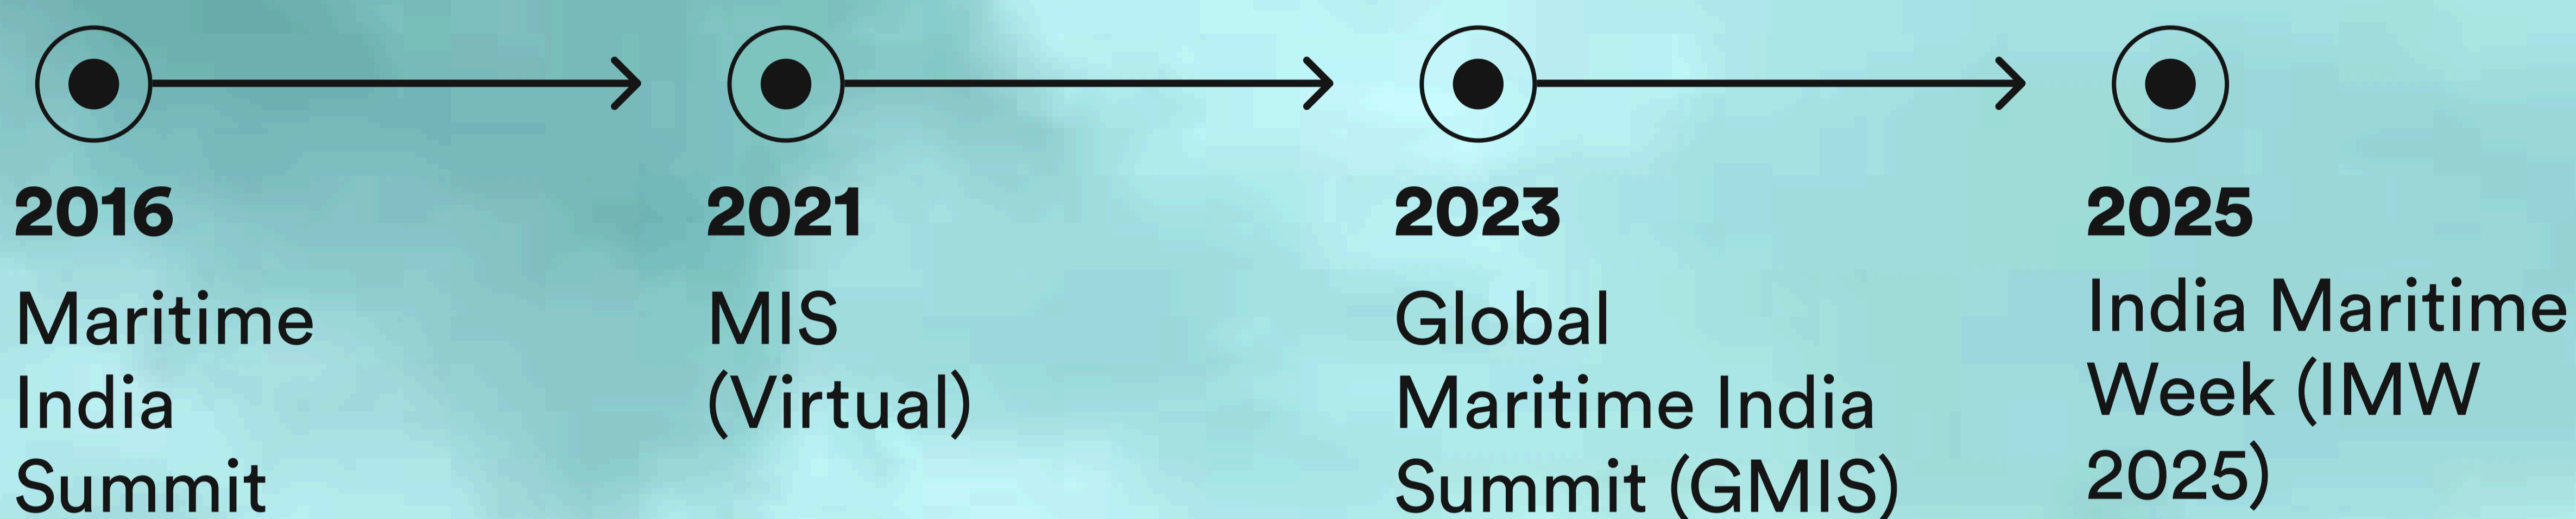 2016
Maritime
India
Summit
2021
MIS
(Virtual)
2023
Global
Maritime India
Summit (GMIS)
2025
India Maritime
Week (IMW
2025)